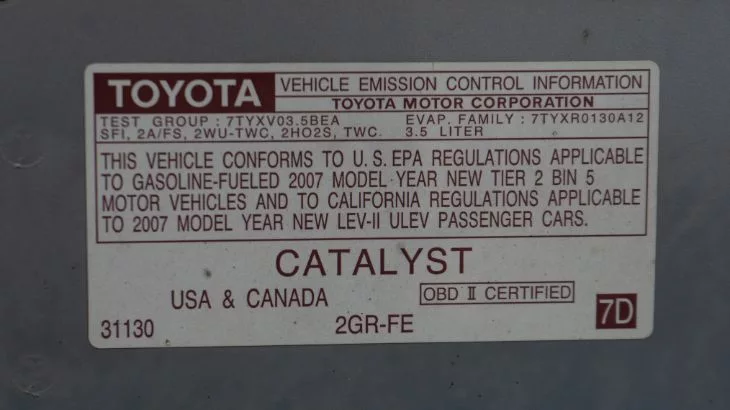 TOYOTA VEHICLE EMISSION CONTROL INFORMATION
TOYOTA MOTOR CORPORATION
TEST GROUP : 7TYXV03.5BEA EVAP. FAMILY : 7TYXR0130A12
SFI, 2A/FS, 2WU-TWC, 2HO2S, TWC. 3.5 LITER
THIS VEHICLE CONFORMS TO U.S. EPA REGULATIONS APPLICABLE
TO GASOLINE-FUELED 2007 MODEL YEAR NEW TIER 2 BIN 5
MOTOR VEHICLES AND TO CALIFORNIA REGULATIONS APPLICABLE
TO 2007 MODEL YEAR NEW LEV-II ULEV PASSENGER CARS.
CATALYST
USA & CANADA OBD II CERTIFIED
31130 2GR-FE 7D